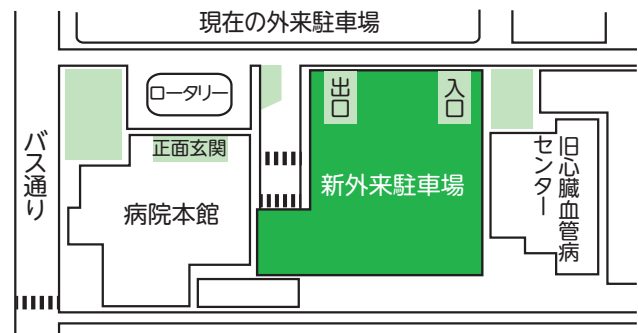 現在の外来駐車場
ロータリー
出口
入口
正面玄関
バス通り
病院本館
新外来駐車場
旧心臓血管病
センター